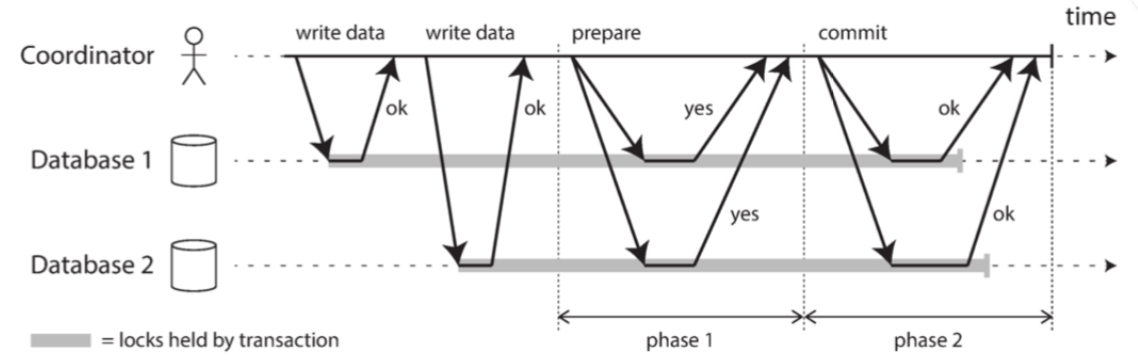 time
write data
write data
prepare
commit
Coordinator
ok
ok
yes
ok
Database 1
yes
ok
Database 2
= locks held by transaction
phase 1
phase 2